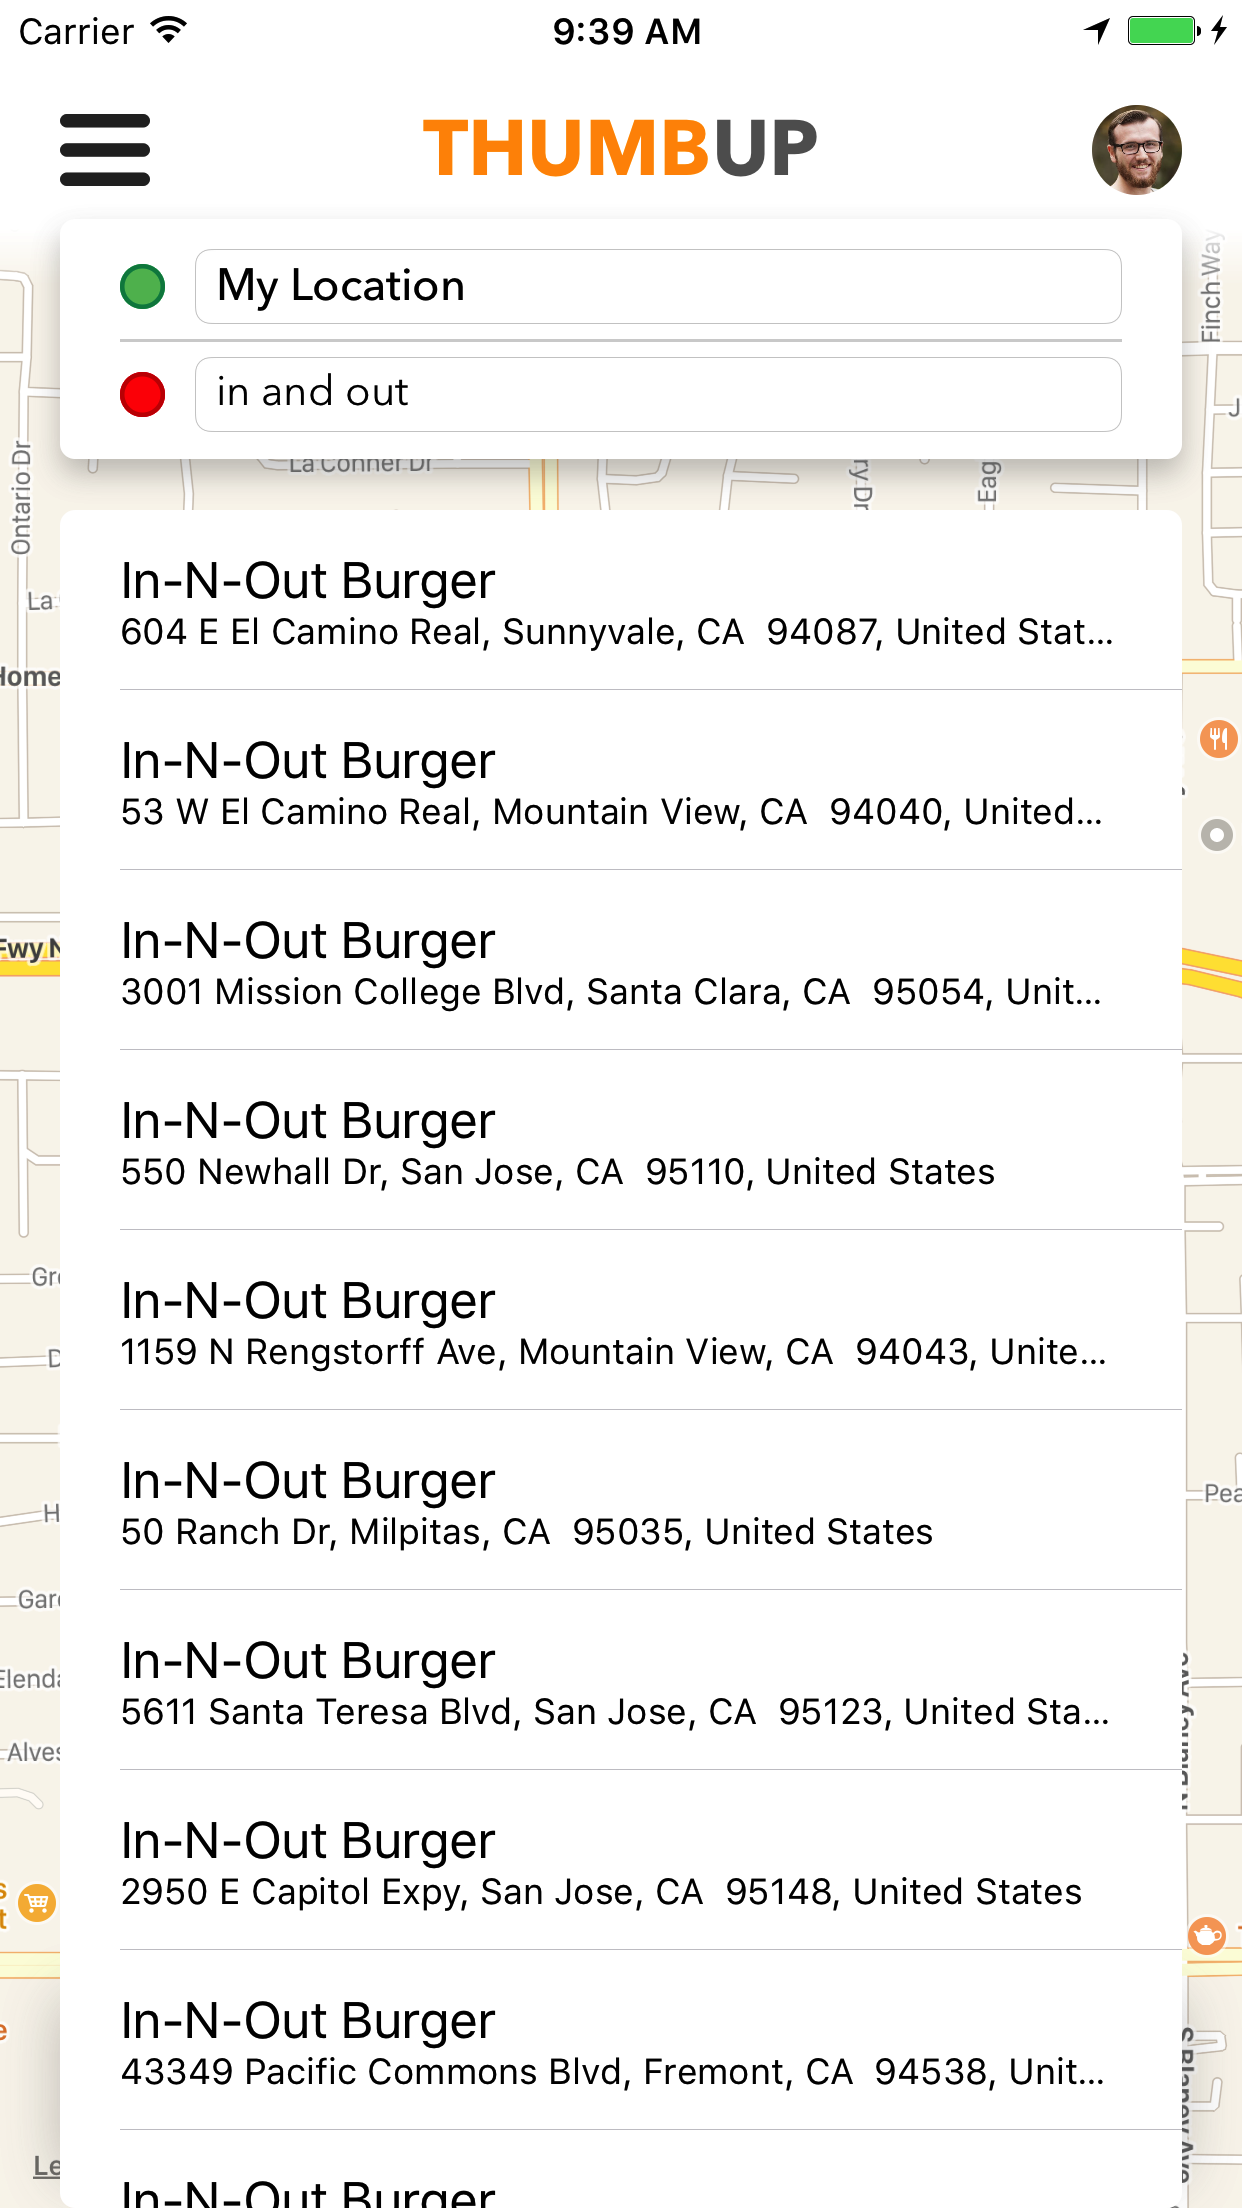 Carrier 9:39 AM
THUMBUP
My Location
in and out
Finch Way
Ontario Dr
La Conner Dr
In-N-Out Burger
604 E El Camino Real, Sunnyvale, CA  94087, United Stat...
In-N-Out Burger
53 W El Camino Real, Mountain View, CA  94040, United...
In-N-Out Burger
3001 Mission College Blvd, Santa Clara, CA  95054, Unit...
In-N-Out Burger
550 Newhall Dr, San Jose, CA  95110, United States
In-N-Out Burger
1159 N Rengstorff Ave, Mountain View, CA  94043, Unite...
In-N-Out Burger
50 Ranch Dr, Milpitas, CA  95035, United States
In-N-Out Burger
5611 Santa Teresa Blvd, San Jose, CA  95123, United Sta...
In-N-Out Burger
2950 E Capitol Expy, San Jose, CA  95148, United States
In-N-Out Burger
43349 Pacific Commons Blvd, Fremont, CA  94538, Unit...
In-N-Out Burger